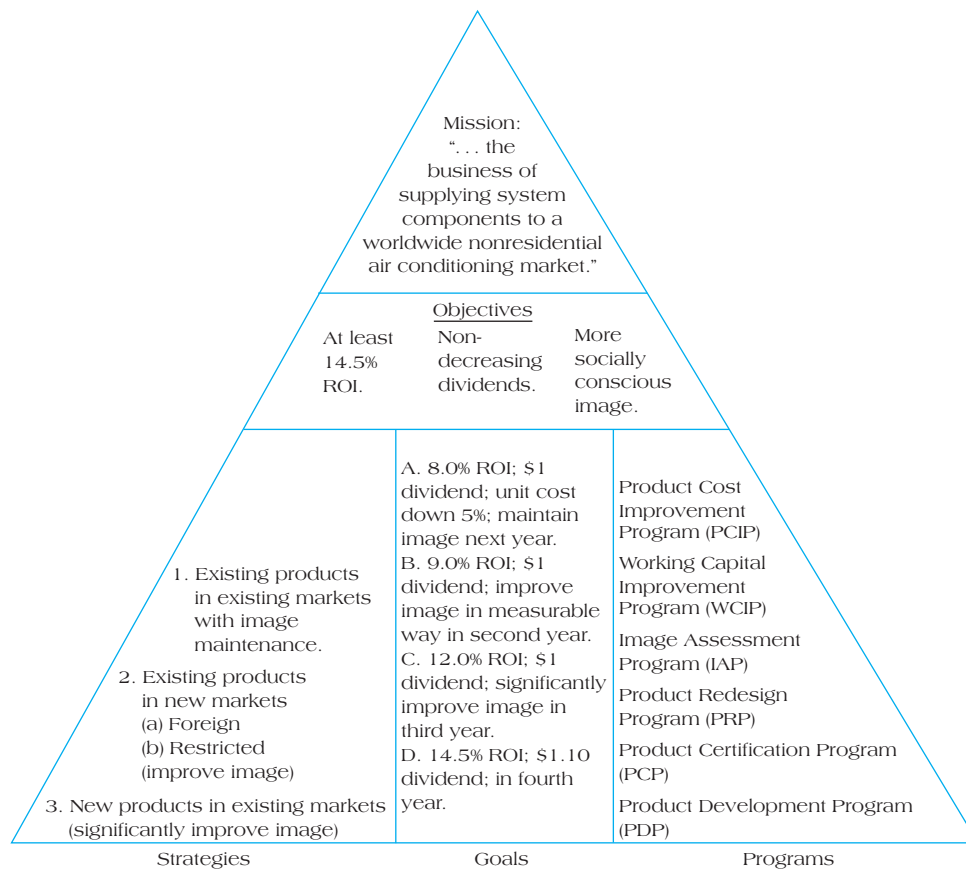 Mission:
“. . . the
business of
supplying system
components to a
worldwide nonresidential
air conditioning market.”
Objectives
At least
14.5%
ROI.
Non-
decreasing
dividends.
More
socially
conscious
image.
1. Existing products
in existing markets
with image
maintenance.
2. Existing products
in new markets
(a) Foreign
(b) Restricted
(improve image)
3. New products in existing markets
(significantly improve image)
A. 8.0% ROI; $1
dividend; unit cost
down 5%; maintain
image next year.
B. 9.0% ROI; $1
dividend; improve
image in measurable
way in second year.
C. 12.0% ROI; $1
dividend; significantly
improve image in
third year.
D. 14.5% ROI; $1.10
dividend; in fourth
year.
Product Cost
Improvement
Program (PCIP)
Working Capital
Improvement
Program (WCIP)
Image Assessment
Program (IAP)
Product Redesign
Program (PRP)
Product Certification Program
(PCP)
Product Development Program
(PDP)
Strategies
Goals
Programs